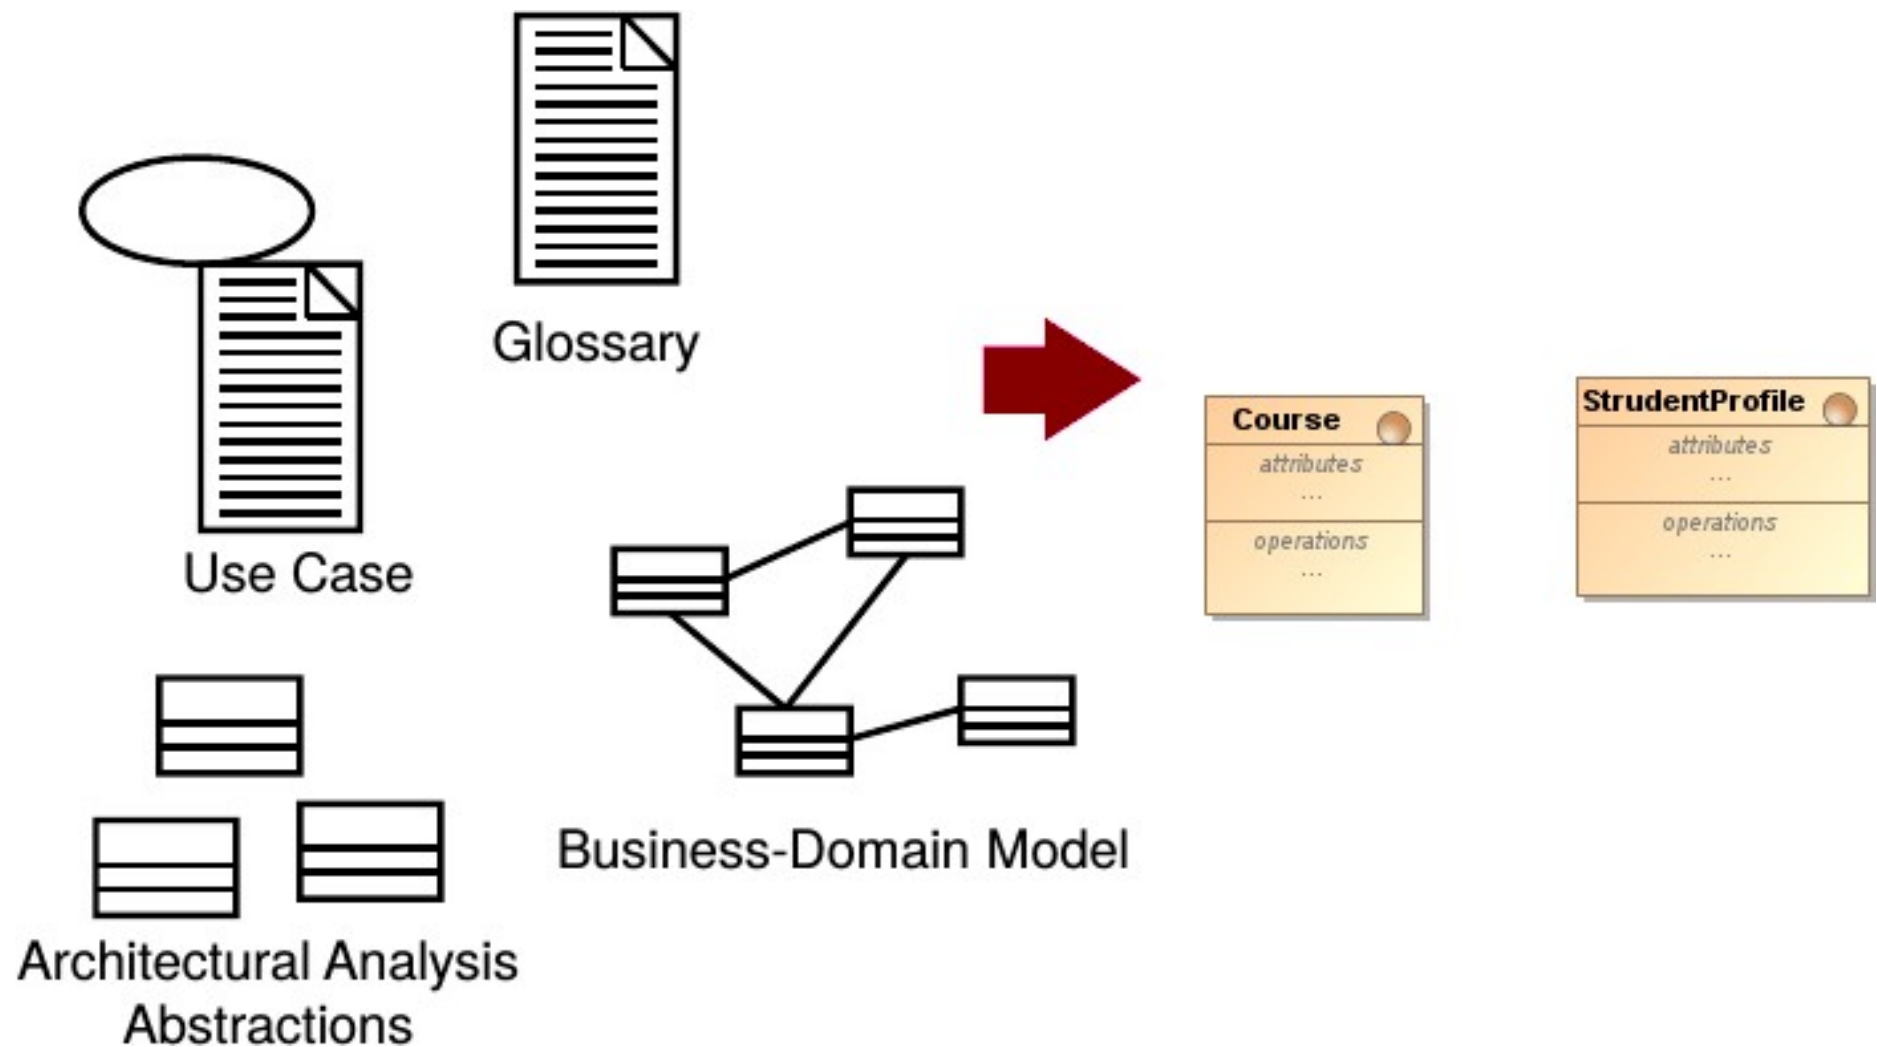 Glossary
Use Case
Course
attributes
...
operations
...
StrudentProfile
attributes
...
operations
...
Business-Domain Model
Architectural Analysis
Abstractions